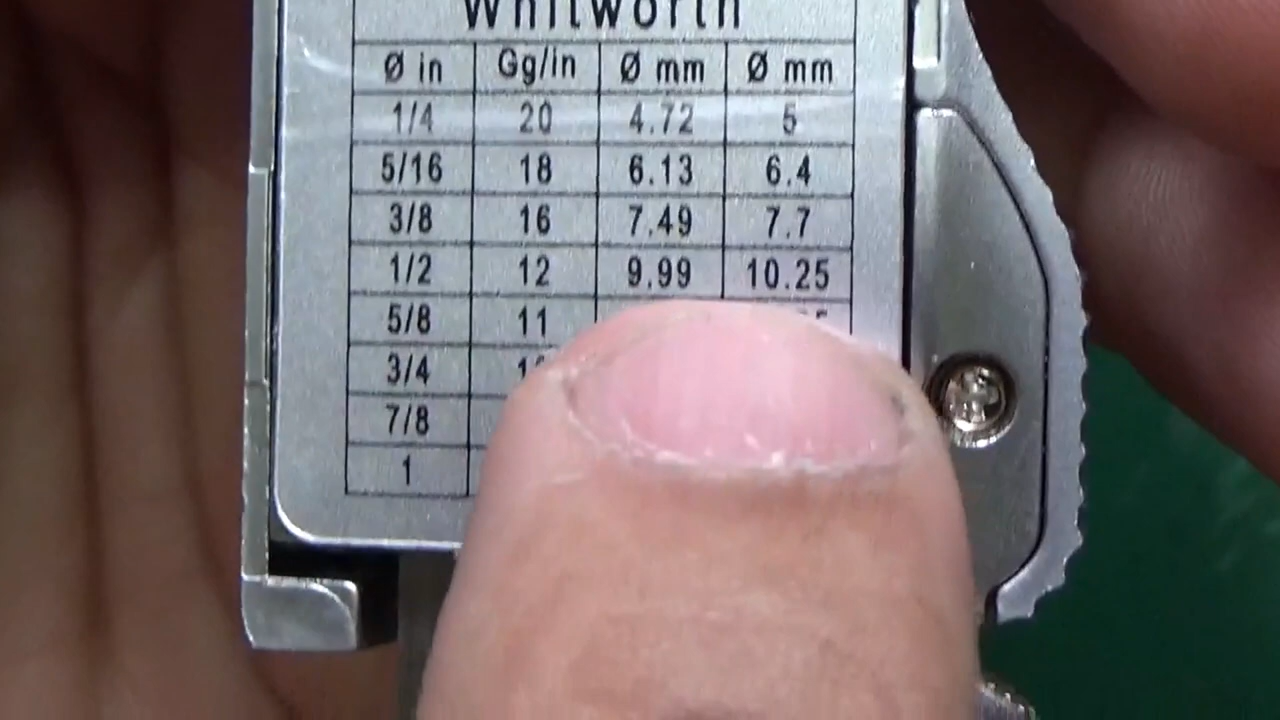 Whitworth
Ø in Gg/in Ø mm Ø mm
1/4 20 4.72 5
5/16 18 6.13 6.4
3/8 16 7.49 7.7
1/2 12 9.99 10.25
5/8 11
3/4
7/8
1